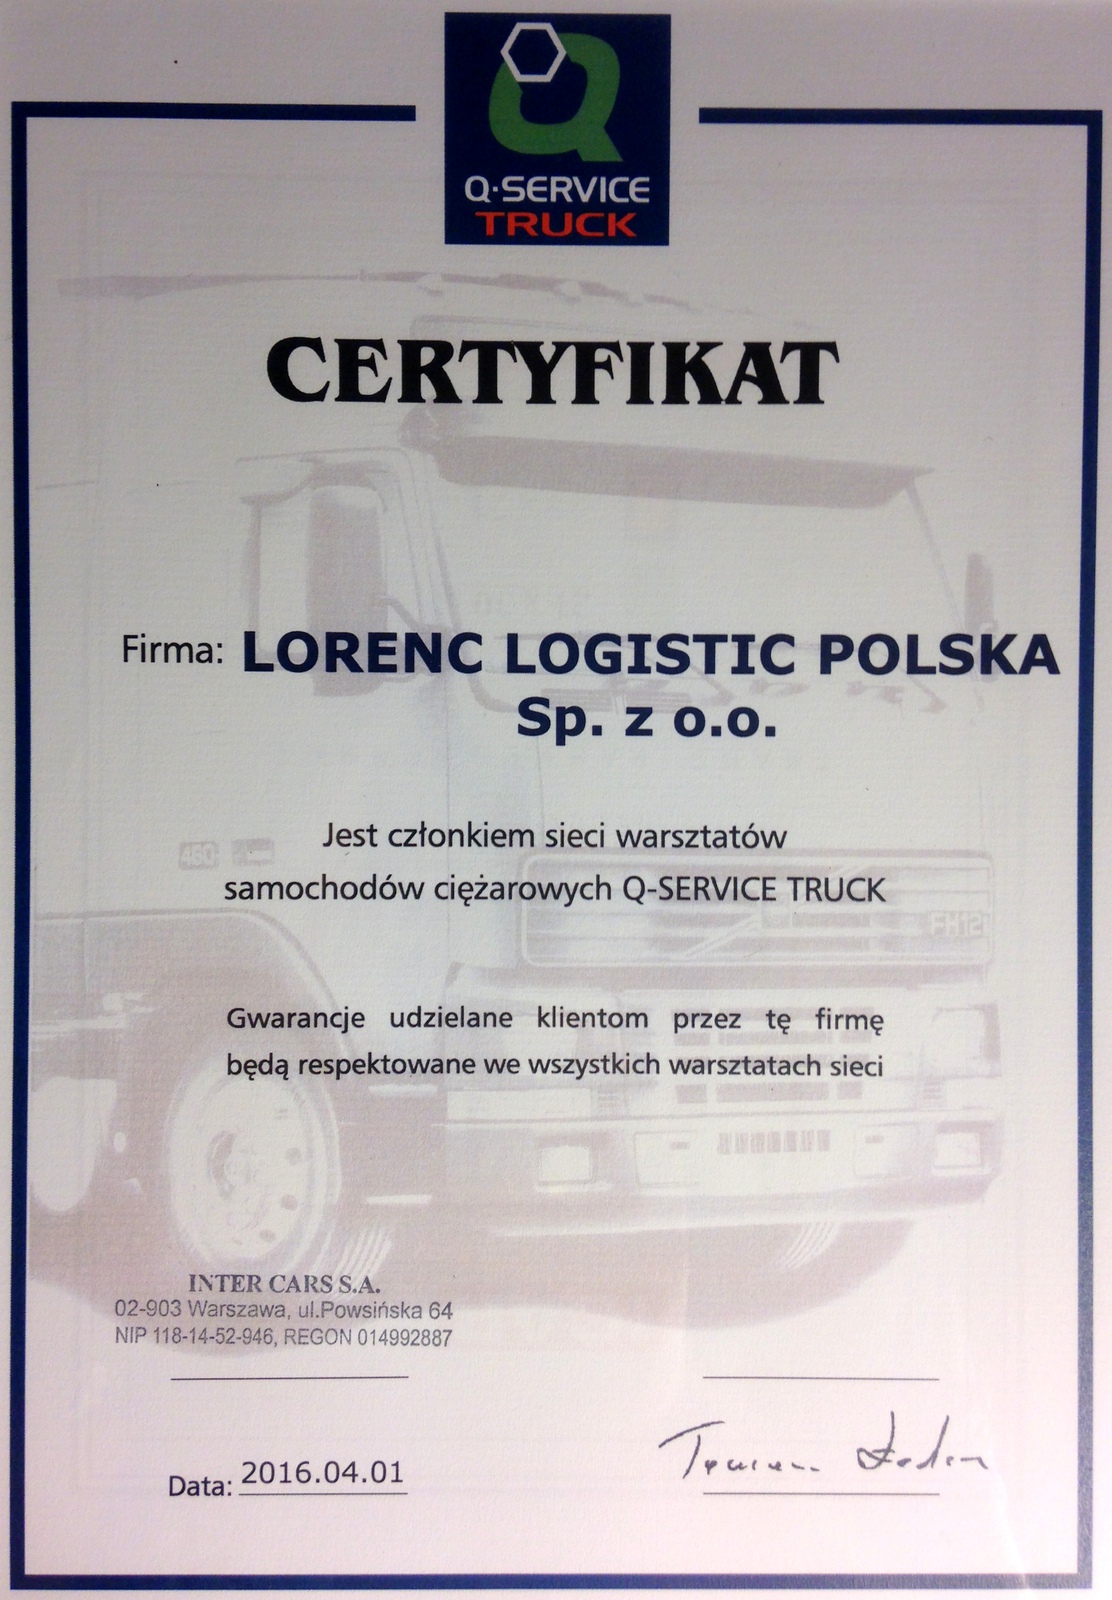 Q·SERVICE
TRUCK
CERTYFIKAT
Firma: LORENC LOGISTIC POLSKA
Sp. z o.o.
Jest członkiem sieci warsztatów
460
samochodów ciężarowych Q-SERVICE TRUCK
FH12
Gwarancje udzielane klientom przez tę firmę
będą respektowane we wszystkich warsztatach sieci
INTER CARS S.A.
02-903 Warszawa, ul.Powsińska 64
NIP 118-14-52-946, REGON 014992887
Data: 2016.04.01